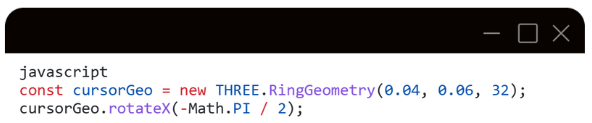 javascript
const cursorGeo = new THREE.RingGeometry(0.04, 0.06, 32);
cursorGeo.rotateX(-Math.PI / 2);